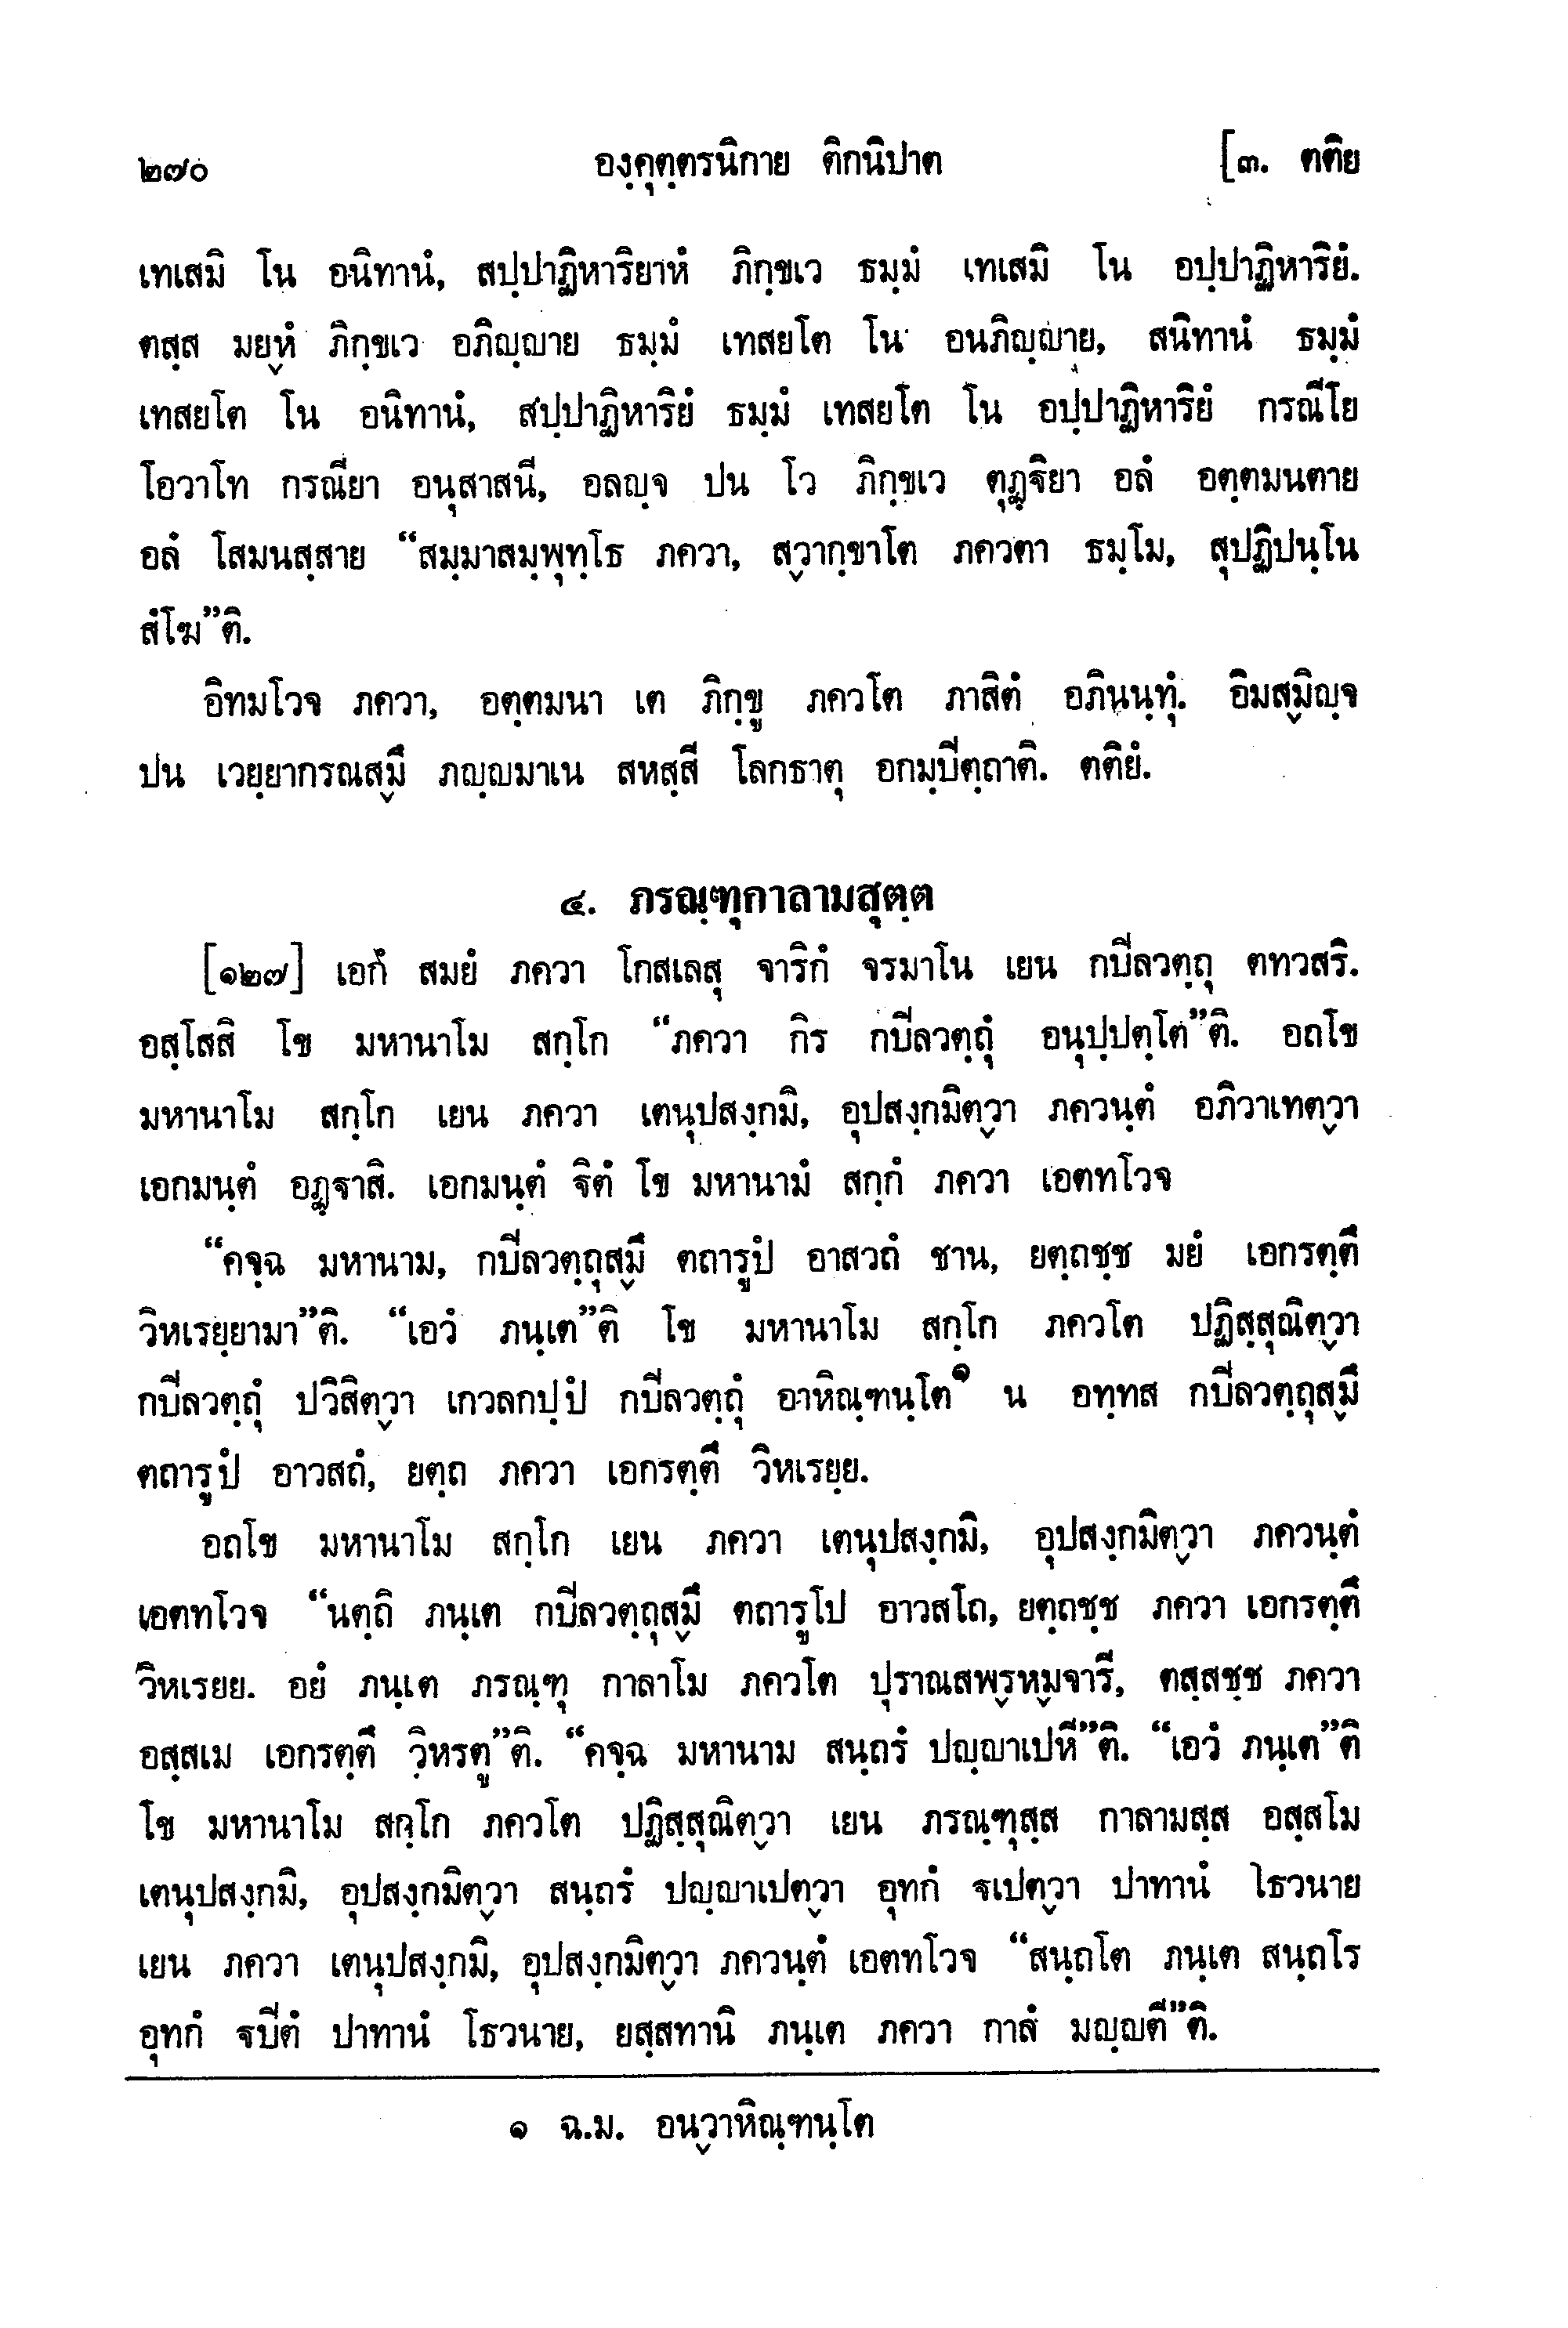 ๒๗๐ องฺคุตฺตรนิกาย ติกนิปาต [๓. ตติย
เทเสมิ โน อนิทานํ, สปฺปาฏิหาริยาหํ ภิกฺขเว ธมฺมํ เทเสมิ โน อปฺปาฏิหาริยํ.
ตสฺส มยฺหํ ภิกฺขเว อภิญฺญาย ธมฺมํ เทสยโต โน อนภิญฺญาย, สนิทานํ ธมฺมํ
เทสยโต โน อนิทานํ, สปฺปาฏิหาริยํ ธมฺมํ เทสยโต โน อปฺปาฏิหาริยํ กรณีโย
โอวาโท กรณียา อนุสาสนี, อลญฺจ ปน โว ภิกฺขเว ตุฏฺฐิยา อลํ อตฺตมนตาย
อลํ โสมนสฺสาย “สมฺมาสมฺพุทฺโธ ภควา, สฺวากฺขาโต ภควตา ธมฺโม, สุปฏิปนฺโน
สํโฆ”ติ.
อิทมโวจ ภควา, อตฺตมนา เต ภิกฺขู ภควโต ภาสิตํ อภินนฺทุํ. อิมสฺมิญฺจ
ปน เวยฺยากรณสฺมึ ภญฺญมาเน สหสฺสี โลกธาตุ อกมฺปิตฺถาติ. ตติยํ.
๔. ภรณฺฑุกาลามสุตฺต
[๑๒๗] เอกํ สมยํ ภควา โกสเลสุ จาริกํ จรมาโน เยน กปิลวตฺถุ ตทวสริ.
อสฺโสสิ โข มหานาโม สกฺโก “ภควา กิร กปิลวตฺถุํ อนุปฺปตฺโต”ติ. อถโข
มหานาโม สกฺโก เยน ภควา เตนุปสงฺกมิ, อุปสงฺกมิตฺวา ภควนฺตํ อภิวาเทตฺวา
เอกมนฺตํ อฏฺฐาสิ. เอกมนฺตํ ฐิตํ โข มหานามํ สกฺกํ ภควา เอตทโวจ
“คจฺฉ มหานาม, กปิลวตฺถุสฺมึ ตถารูปํ อาสวถํ ชาน, ยตฺถชฺช มยํ เอกรตฺตึ
วิหเรยฺยามา”ติ. “เอวํ ภนฺเต”ติ โข มหานาโม สกฺโก ภควโต ปฏิสฺสุณิตฺวา
กปิลวตฺถุํ ปวิสิตฺวา เกวลกปฺปํ กปิลวตฺถุํ อาหิณฺฑนฺโต๑ น อทฺทส กปิลวตฺถุสฺมึ
ตถารูปํ อาวสถํ, ยตฺถ ภควา เอกรตฺตึ วิหเรยฺย.
อถโข มหานาโม สกฺโก เยน ภควา เตนุปสงฺกมิ, อุปสงฺกมิตฺวา ภควนฺตํ
เอตทโวจ “นตฺถิ ภนฺเต กปิลวตฺถุสฺมึ ตถารูโป อาวสโถ, ยตฺถชฺช ภควา เอกรตฺตึ
วิหเรยย. อยํ ภนฺเต ภรณฺฑุ กาลาโม ภควโต ปุราณสพฺรหฺมจารี, ตสฺสชฺช ภควา
อสฺสเม เอกรตฺตึ วิหรตู”ติ. “คจฺฉ มหานาม สนฺถรํ ปญฺญาเปหี”ติ. “เอวํ ภนฺเต”ติ
โข มหานาโม สกฺโก ภควโต ปฏิสฺสุณิตฺวา เยน ภรณฺฑุสฺส กาลามสฺส อสฺสโม
เตนุปสงฺกมิ, อุปสงฺกมิตฺวา สนฺถรํ ปญฺญาเปตฺวา อุทกํ ฐเปตฺวา ปาทานํ โธวนาย
เยน ภควา เตนุปสงฺกมิ, อุปสงฺกมิตฺวา ภควนฺตํ เอตทโวจ “สนฺถโต ภนฺเต สนฺถโร
อุทกํ ฐปิตํ ปาทานํ โธวนาย, ยสฺสทานิ ภนฺเต ภควา กาลํ มญฺญตี”ติ.
๑ ฉ.ม. อนฺวาหิณฺฑนฺโต